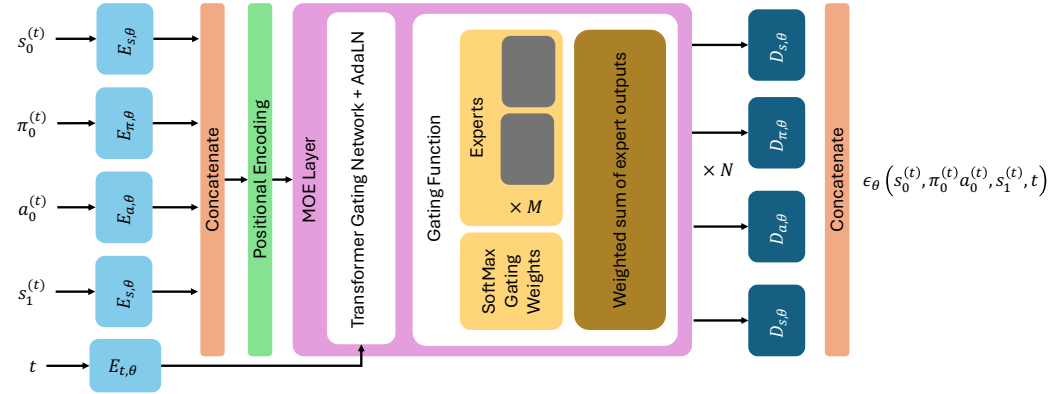 s_0^{(t)}
E_{s,θ}
π_0^{(t)}
E_{π,θ}
a_0^{(t)}
E_{a,θ}
s_1^{(t)}
E_{s,θ}
t
E_{t,θ}
Concatenate
Positional Encoding
MOE Layer
Transformer Gating Network + AdaLN
Gating Function
Experts
× M
SoftMax
Gating
Weights
Weighted sum of expert outputs
× N
D_{s,θ}
D_{π,θ}
D_{a,θ}
D_{s,θ}
Concatenate
ϵ_θ(s_0^{(t)}, π_0^{(t)} a_0^{(t)}, s_1^{(t)}, t)